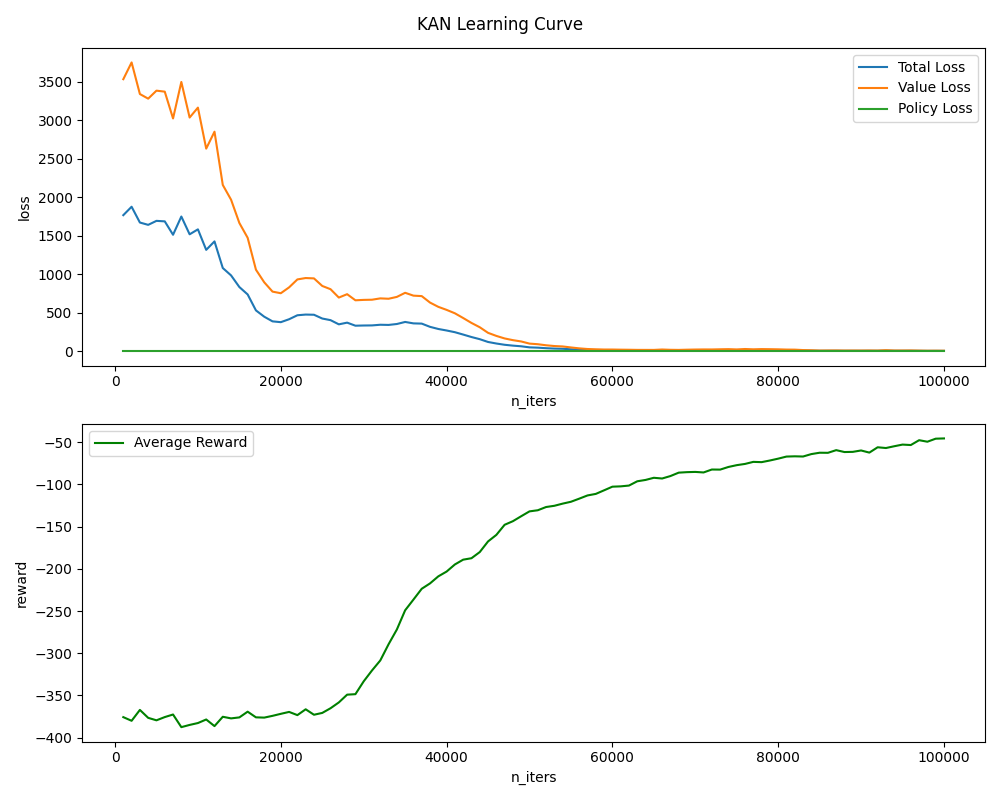 KAN Learning Curve
Total Loss
Value Loss
Policy Loss
3500
3000
2500
2000
1500
1000
500
0
loss
0 20000 40000 60000 80000 100000
n_iters
Average Reward
−50
−100
−150
−200
−250
−300
−350
−400
reward
0 20000 40000 60000 80000 100000
n_iters